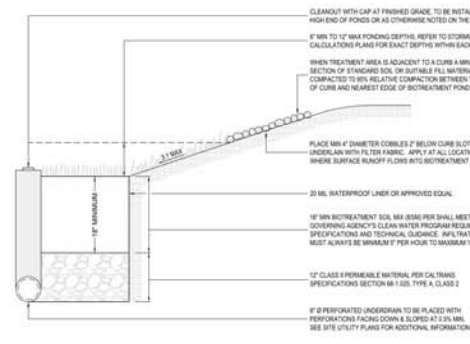 CLEANOUT WITH CAP AT FINISHED GRADE, TO BE INSTAL
HIGH END OF PONDS OR AS OTHERWISE NOTED ON THE
6" MIN TO 12" MAX PONDING DEPTHS, REFER TO STORMW
CALCULATIONS PLANS FOR EXACT DEPTHS WITHIN EACH
WHEN TREATMENT AREA IS ADJACENT TO A CURB A MIN
SECTION OF STANDARD SOIL OR SUITABLE FILL MATERIA
COMPACTED TO 95% RELATIVE COMPACTION BETWEEN
OF CURB AND NEAREST EDGE OF BIOTREATMENT POND
PLACE MIN 4" DIAMETER COBBLES 2" BELOW CURB SLOT
UNDERLAIN WITH FILTER FABRIC. APPLY AT ALL LOCATI
WHERE SURFACE RUNOFF FLOWS INTO BIOTREATMENT
3:1 MAX
20 MIL WATERPROOF LINER OR APPROVED EQUAL
18" MINIMUM
18" MIN BIOTREATMENT SOIL MIX (BSM) PER SHALL MEET
GOVERNING AGENCY'S CLEAN WATER PROGRAM REQUI
SPECIFICATIONS AND TECHNICAL GUIDANCE. INFILTRAT
MUST ALWAYS BE MINIMUM 5" PER HOUR TO MAXIMUM 1
12" CLASS II PERMEABLE MATERIAL PER CALTRANS
SPECIFICATIONS SECTION 68-1.025, TYPE A, CLASS 2
6" Ø PERFORATED UNDERDRAIN TO BE PLACED WITH
PERFORATIONS FACING DOWN & SLOPED AT 0.5% MIN.
SEE SITE UTILITY PLANS FOR ADDITIONAL INFORMATION